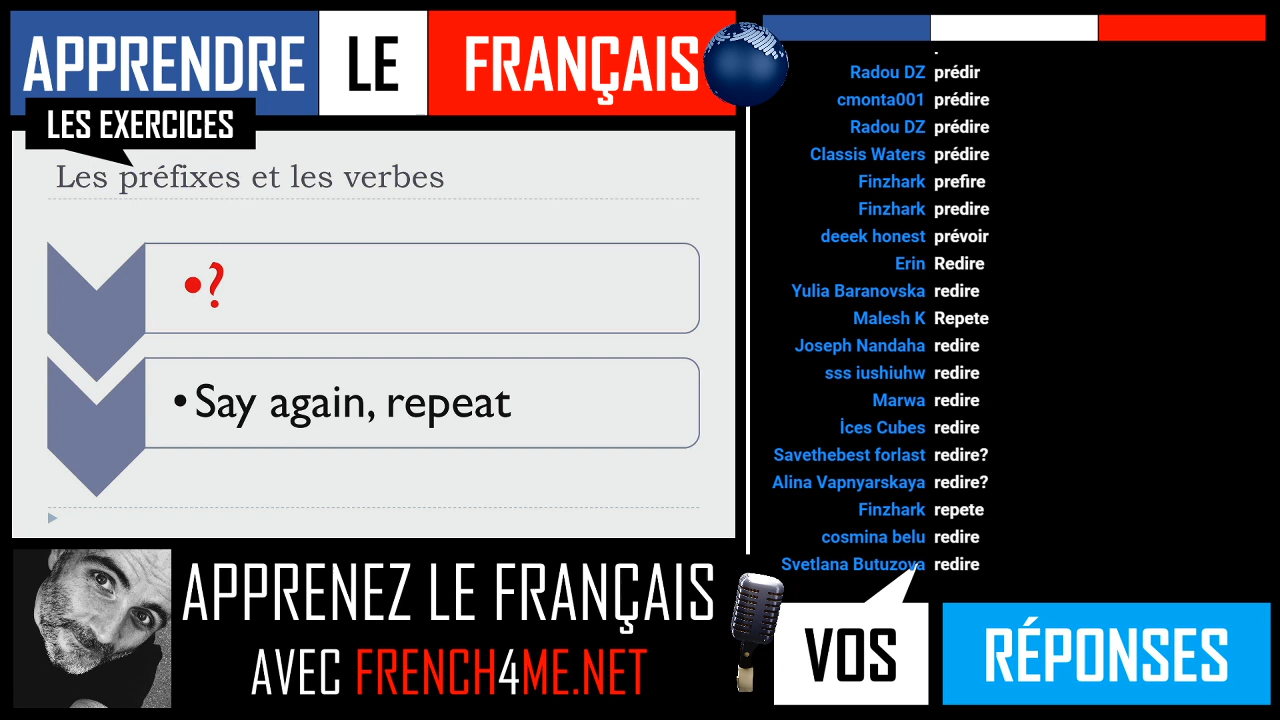 APPRENDRE LE FRANÇAIS
LES EXERCICES
Les préfixes et les verbes
•?
•Say again, repeat
APPRENEZ LE FRANÇAIS
AVEC FRENCH4ME.NET
Radou DZ prédir
cmonta001 prédire
Radou DZ prédire
Classis Waters prédire
Finzhark prefire
Finzhark predire
deeek honest prévoir
Erin Redire
Yulia Baranovska redire
Malesh K Repete
Joseph Nandaha redire
sss iushiuhw redire
Marwa redire
İces Cubes redire
Savethebest forlast redire?
Alina Vapnyarskaya redire?
Finzhark repete
cosmina belu redire
Svetlana Butuzova redire
VOS RÉPONSES